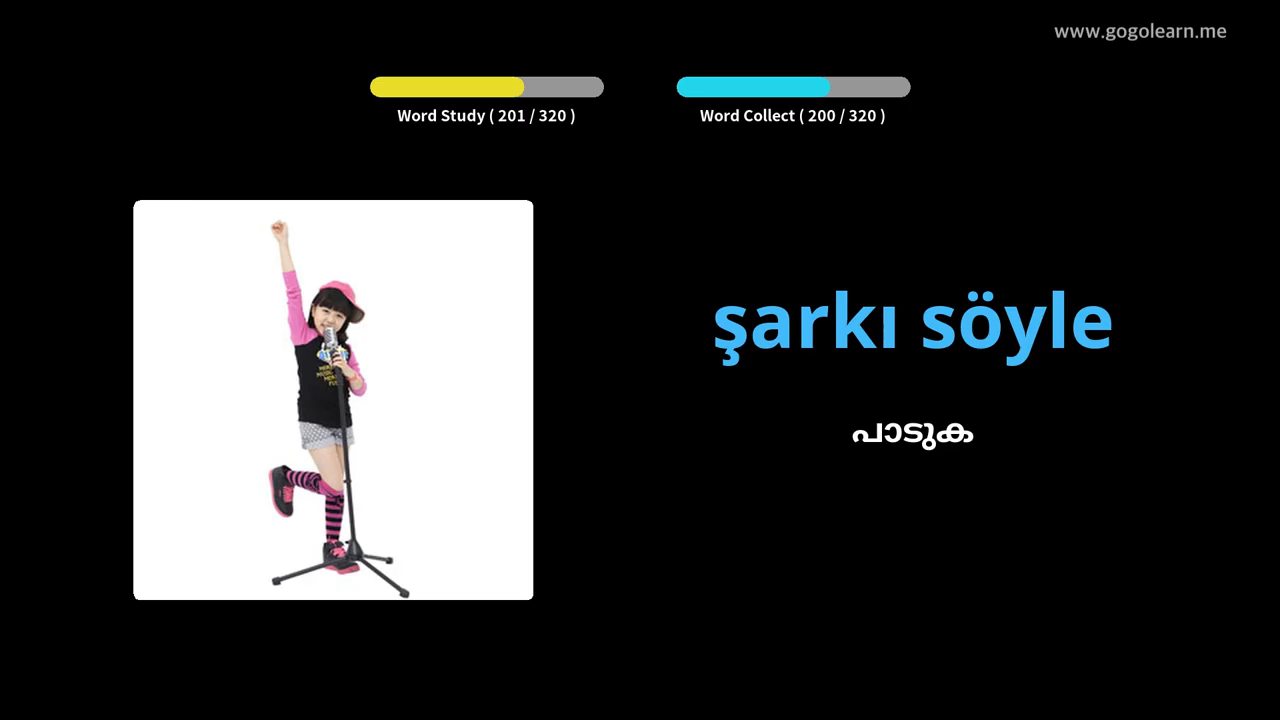 www.gogolearn.me
Word Study ( 201 / 320 )
Word Collect ( 200 / 320 )
şarkı söyle
പാടുക